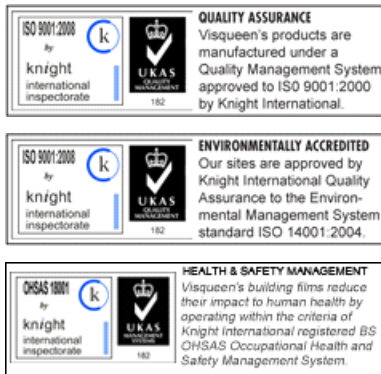 ISO 9001:2008
by
k
knight
international
inspectorate
UKAS
QUALITY
MANAGEMENT
182
QUALITY ASSURANCE
Visqueen's products are
manufactured under a
Quality Management System
approved to IS0 9001:2000
by Knight International.
ISO 9001:2008
by
k
knight
international
inspectorate
UKAS
QUALITY
MANAGEMENT
182
ENVIRONMENTALLY ACCREDITED
Our sites are approved by
Knight International Quality
Assurance to the Environ-
mental Management System
standard ISO 14001:2004.
OHSAS 18001
by
k
knight
international
inspectorate
UKAS
MANAGEMENT
SYSTEMS
182
HEALTH & SAFETY MANAGEMENT
Visqueen's building films reduce
their impact to human health by
operating within the criteria of
Knight International registered BS
OHSAS Occupational Health and
Safety Management System.